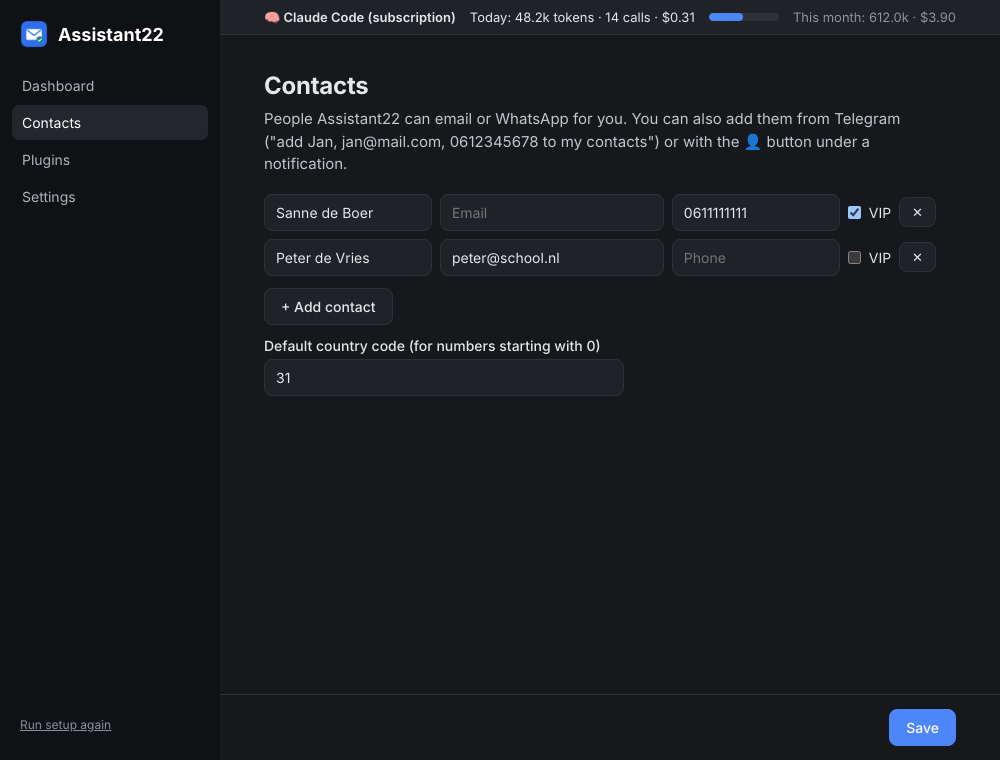 Assistant22
🧠 Claude Code (subscription) Today: 48.2k tokens · 14 calls · $0.31 This month: 612.0k · $3.90
Dashboard
Contacts
Plugins
Settings
Contacts
People Assistant22 can email or WhatsApp for you. You can also add them from Telegram
("add Jan, jan@mail.com, 0612345678 to my contacts") or with the 👤 button under a
notification.
Sanne de Boer Email 0611111111 VIP ✕
Peter de Vries peter@school.nl Phone VIP ✕
+ Add contact
Default country code (for numbers starting with 0)
31
Run setup again
Save